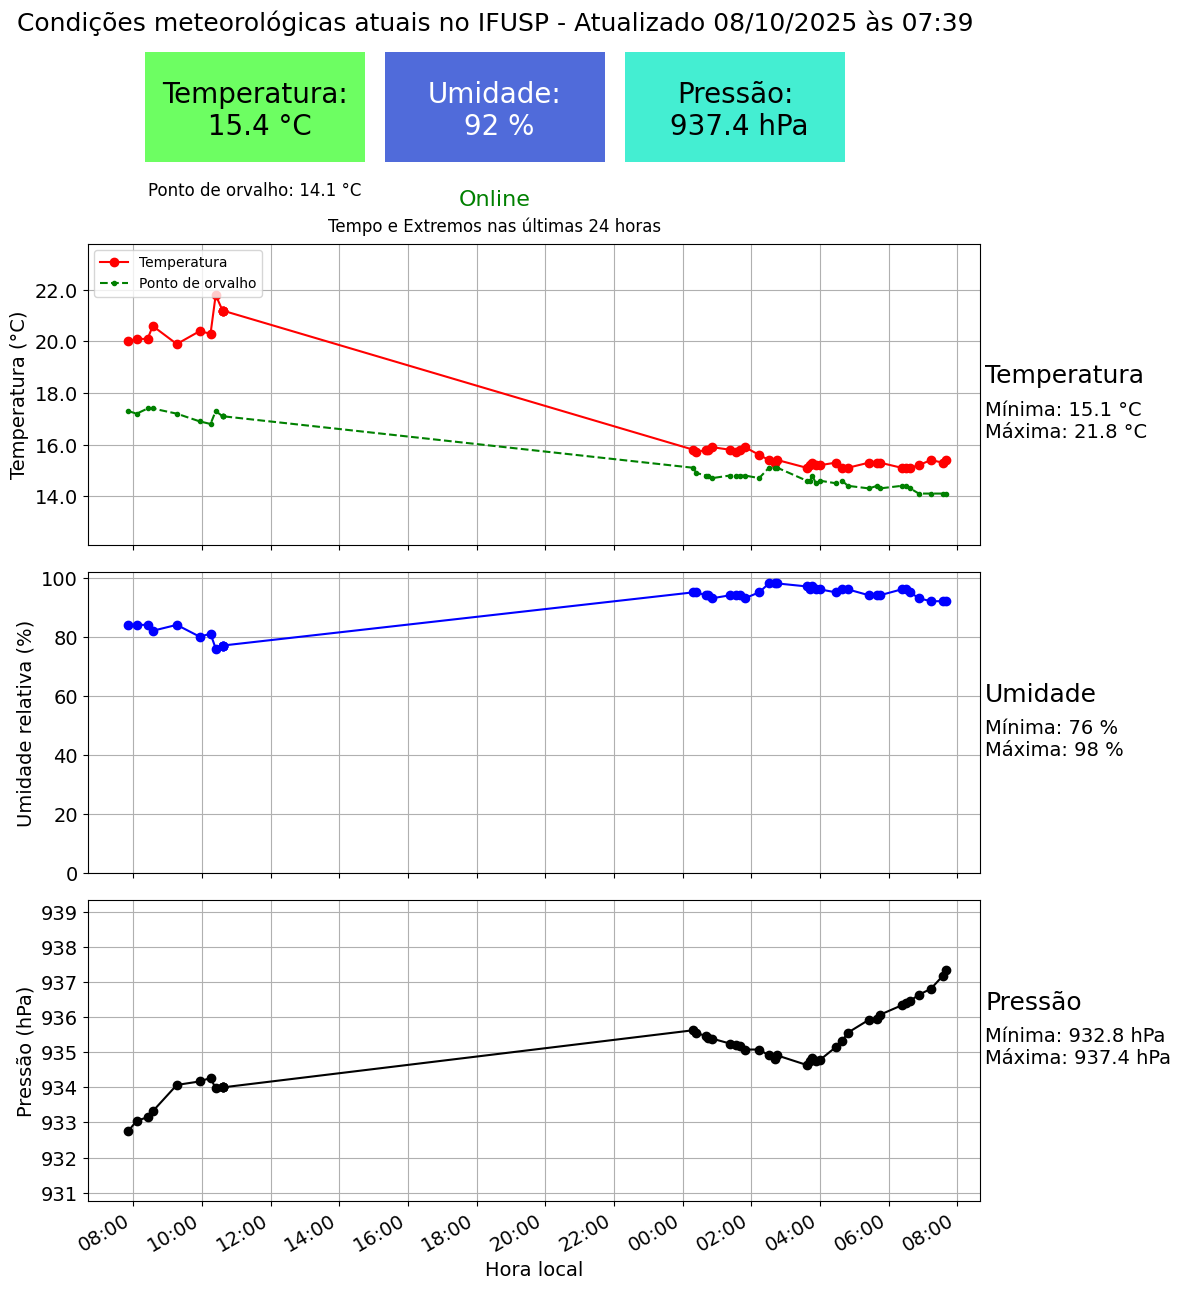 Condições meteorológicas atuais no IFUSP - Atualizado 08/10/2025 às 07:39
Temperatura:
15.4 °C
Umidade:
92 %
Pressão:
937.4 hPa
Ponto de orvalho: 14.1 °C
Online
Tempo e Extremos nas últimas 24 horas
Temperatura
Ponto de orvalho
Temperatura (°C)
22.0
20.0
18.0
16.0
14.0
Temperatura
Mínima: 15.1 °C
Máxima: 21.8 °C
Umidade relativa (%)
100
80
60
40
20
0
Umidade
Mínima: 76 %
Máxima: 98 %
Pressão (hPa)
939
938
937
936
935
934
933
932
931
Pressão
Mínima: 932.8 hPa
Máxima: 937.4 hPa
08:00
10:00
12:00
14:00
16:00
18:00
20:00
22:00
00:00
02:00
04:00
06:00
08:00
Hora local